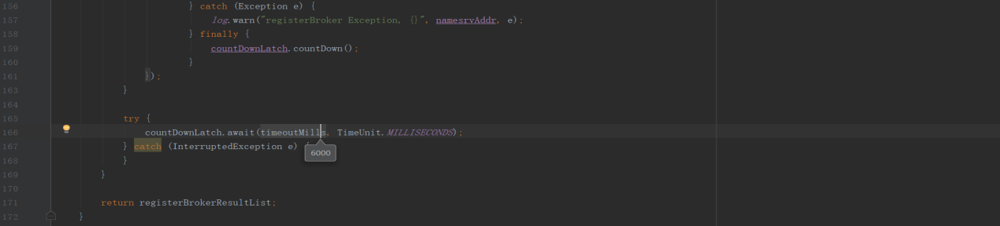 156 } catch (Exception e) {
157 log.warn("registerBroker Exception, {}", namesrvAddr, e);
158 } finally {
159 countDownLatch.countDown();
160 }
161 });
163 }
164
165 try {
166 countDownLatch.await(timeoutMills, TimeUnit.MILLISECONDS);
167 } catch (InterruptedException e) {
6000
168 }
169 }
170
171 return registerBrokerResultList;
172 }